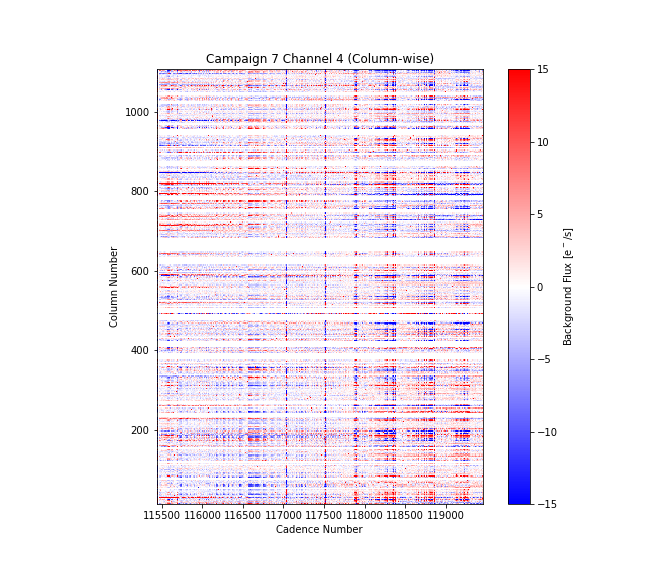 Campaign 7 Channel 4 (Column-wise)
1000
800
600
400
200
Column Number
115500 116000 116500 117000 117500 118000 118500 119000
Cadence Number
15
10
5
0
−5
−10
−15
Background Flux [e⁻/s]